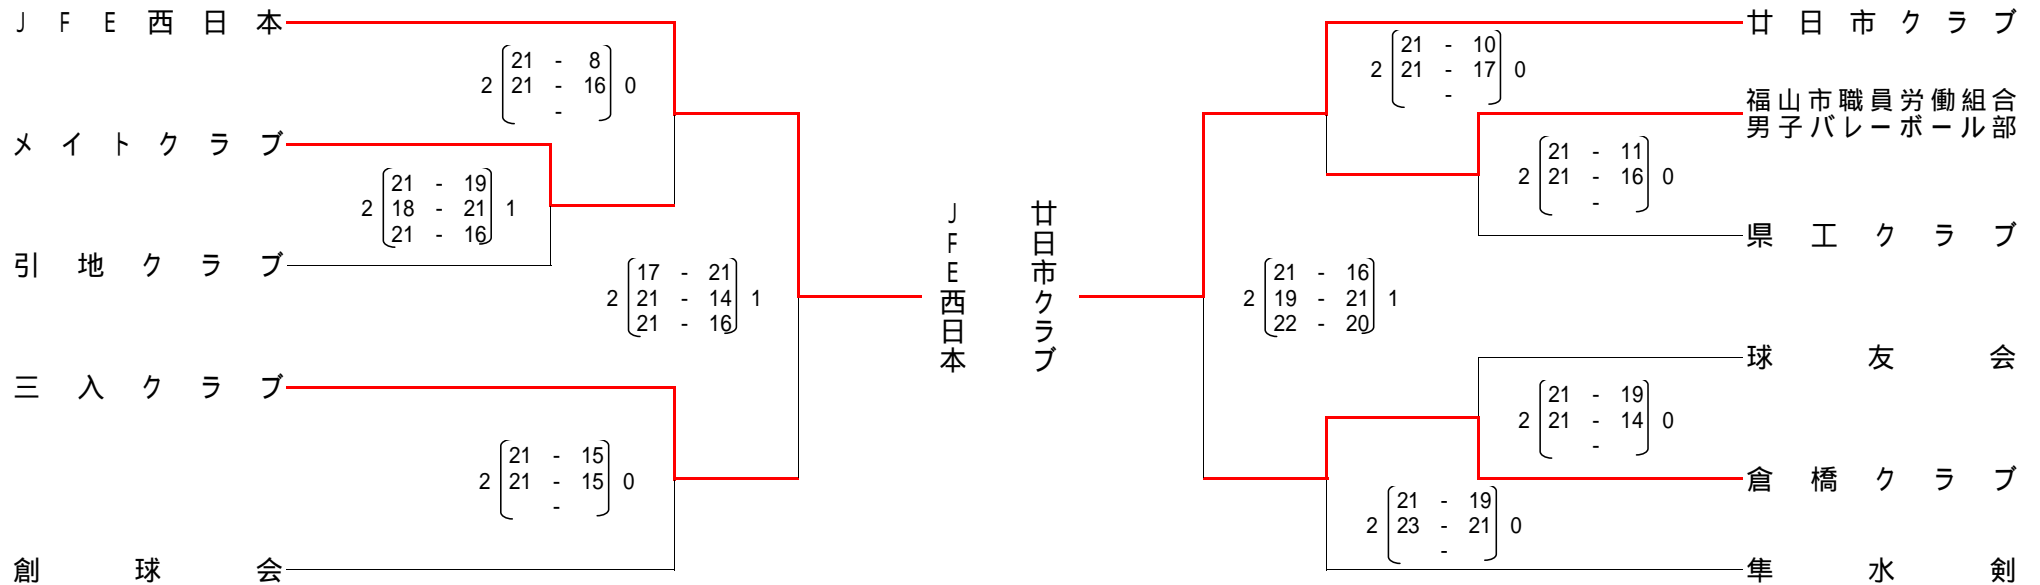 JFE西日本
2 21 - 8 0
21 - 16
-
メイトクラブ
2 21 - 19 1
18 - 21
21 - 16
引地クラブ
2 17 - 21 1
21 - 14
21 - 16
三入クラブ
2 21 - 15 0
21 - 15
-
創球会
JFE西日本
廿日市クラブ
廿日市クラブ
2 21 - 10 0
21 - 17
-
福山市職員労働組合
男子バレーボール部
2 21 - 11 0
21 - 16
-
県工クラブ
2 21 - 16 1
19 - 21
22 - 20
球友会
2 21 - 19 0
21 - 14
-
倉橋クラブ
2 21 - 19 0
23 - 21
-
隼水剣